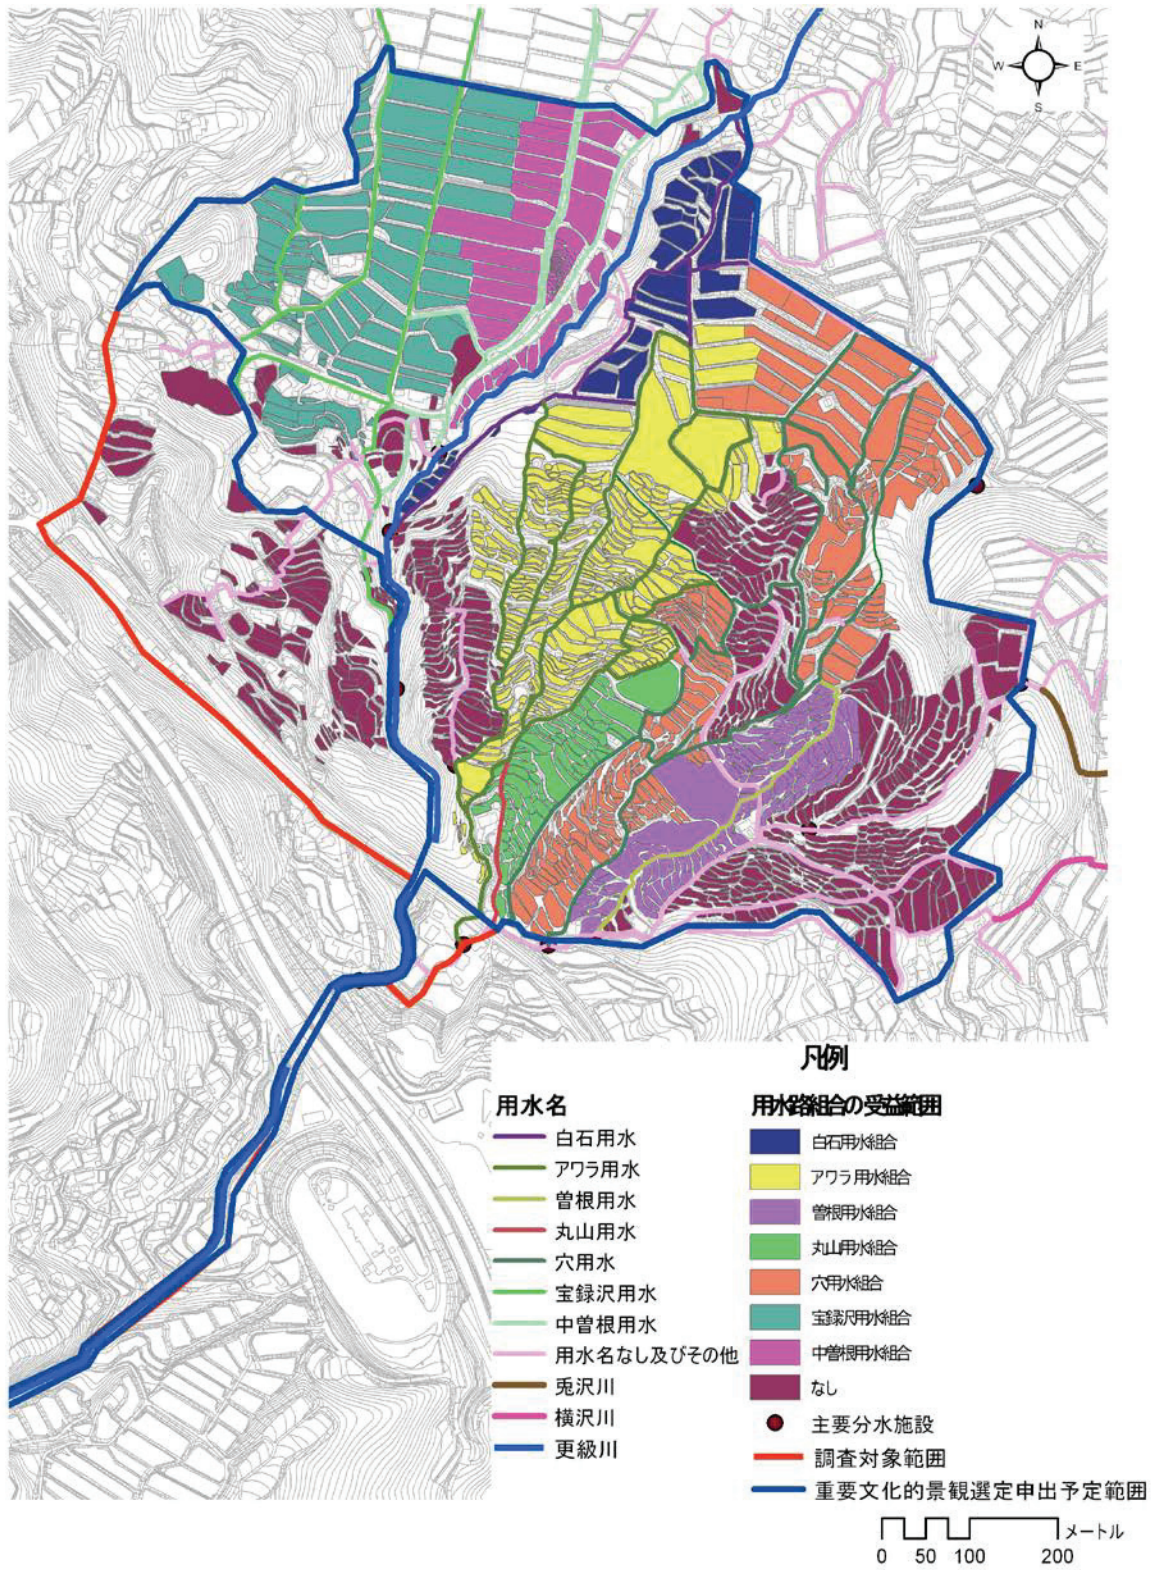 N
W E
S
凡例
用水名
白石用水
アワラ用水
曽根用水
丸山用水
穴用水
宝録沢用水
中曽根用水
用水名なし及びその他
兎沢川
横沢川
更級川
用水路組合の受益範囲
白石用水組合
アワラ用水組合
曽根用水組合
丸山用水組合
穴用水組合
宝録沢用水組合
中曽根用水組合
なし
主要分水施設
調査対象範囲
重要文化的景観選定申出予定範囲
メートル
0 50 100 200